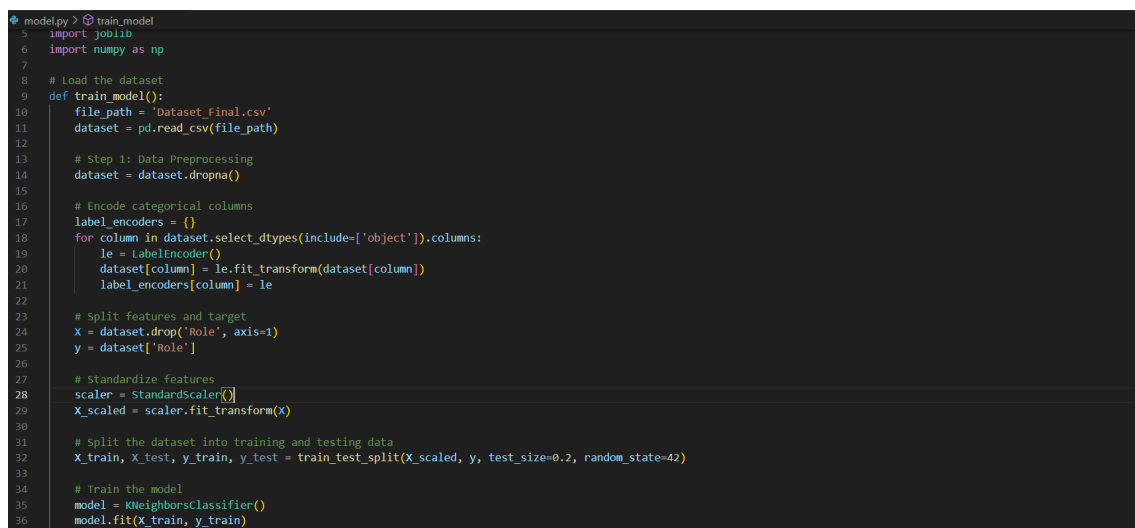 model.py > train_model
5 import joblib
6 import numpy as np
7
8 # Load the dataset
9 def train_model():
10 file_path = 'Dataset_Final.csv'
11 dataset = pd.read_csv(file_path)
12
13 # Step 1: Data Preprocessing
14 dataset = dataset.dropna()
15
16 # Encode categorical columns
17 label_encoders = {}
18 for column in dataset.select_dtypes(include=['object']).columns:
19 le = LabelEncoder()
20 dataset[column] = le.fit_transform(dataset[column])
21 label_encoders[column] = le
22
23 # Split features and target
24 X = dataset.drop('Role', axis=1)
25 y = dataset['Role']
26
27 # Standardize features
28 scaler = StandardScaler()
29 X_scaled = scaler.fit_transform(X)
30
31 # Split the dataset into training and testing data
32 X_train, X_test, y_train, y_test = train_test_split(X_scaled, y, test_size=0.2, random_state=42)
33
34 # Train the model
35 model = KNeighborsClassifier()
36 model.fit(X_train, y_train)